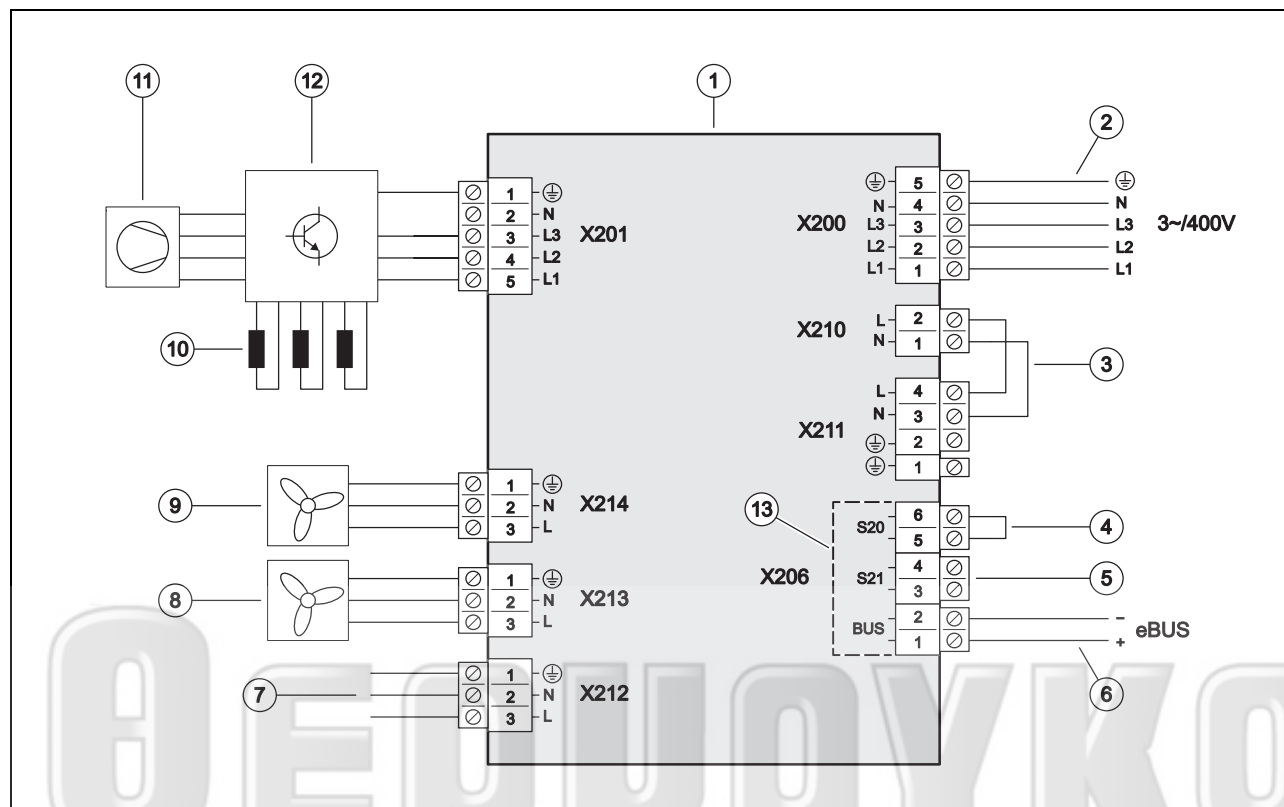 11
12
1
2
X201
1
2 N
3 L3
4 L2
5 L1
X200
5
N 4 N
L3 3 L3
L2 2 L2
L1 1 L1
3~/400V
10
X210
L 2
N 1
3
X211
L 4
N 3
2
1
9
X214
1
2 N
3 L
13
X206
S20
6
5
4
8
X213
1
2 N
3 L
S21
4
3
5
BUS
2 −
1 +
eBUS
6
7
X212
1
2 N
3 L
ΘΕΡΜΟΥΚΟ